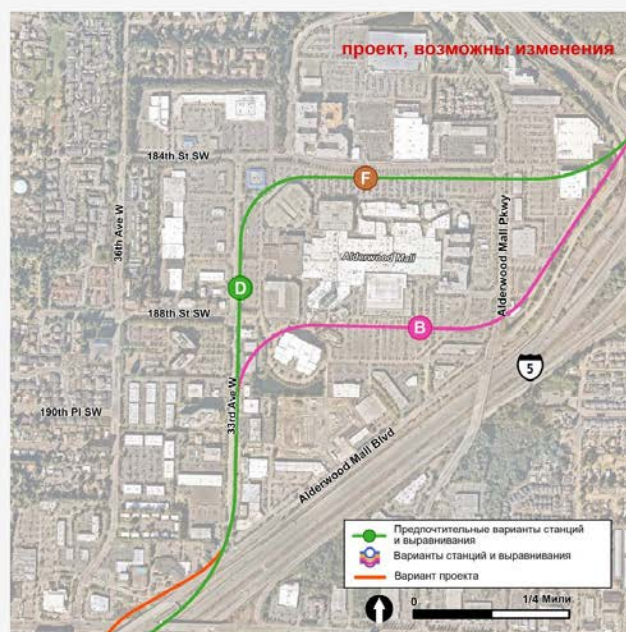 проект, возможны изменения
184th St SW
F
36th Ave W
Alderwood Mall Pkwy
Alderwood Mall
D
188th St SW
B
5
190th Pl SW
33rd Ave W
Alderwood Mall Blvd
Предпочтительные варианты станций
и выравнивания
Варианты станций и выравнивания
Вариант проекта
0
1/4 Мили